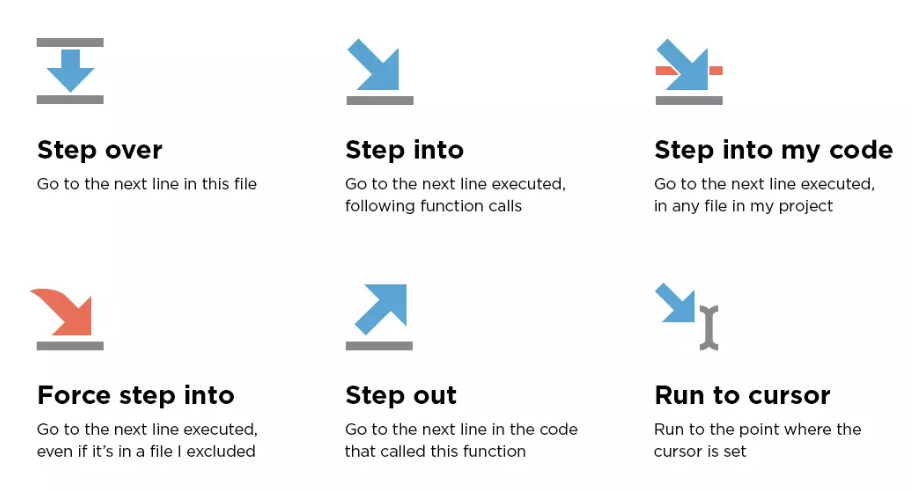 Step over
Go to the next line in this file
Step into
Go to the next line executed,
following function calls
Step into my code
Go to the next line executed,
in any file in my project
Force step into
Go to the next line executed,
even if it's in a file I excluded
Step out
Go to the next line in the code
that called this function
Run to cursor
Run to the point where the
cursor is set